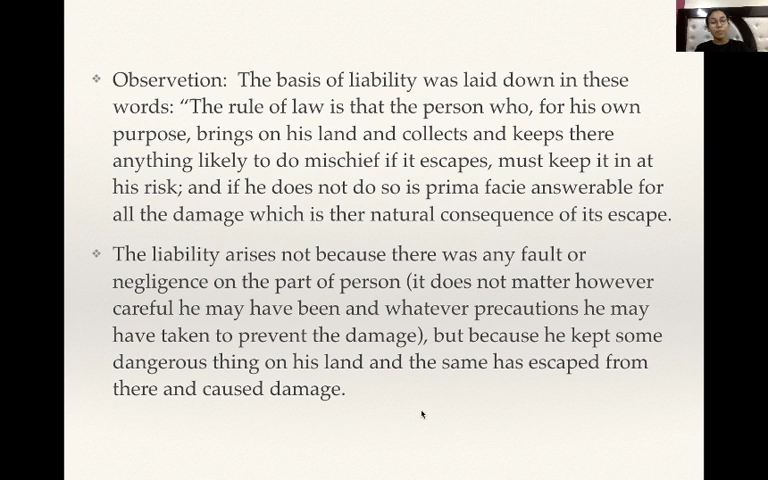 Observetion: The basis of liability was laid down in these
words: “The rule of law is that the person who, for his own
purpose, brings on his land and collects and keeps there
anything likely to do mischief if it escapes, must keep it in at
his risk; and if he does not do so is prima facie answerable for
all the damage which is ther natural consequence of its escape.
The liability arises not because there was any fault or
negligence on the part of person (it does not matter however
careful he may have been and whatever precautions he may
have taken to prevent the damage), but because he kept some
dangerous thing on his land and the same has escaped from
there and caused damage.